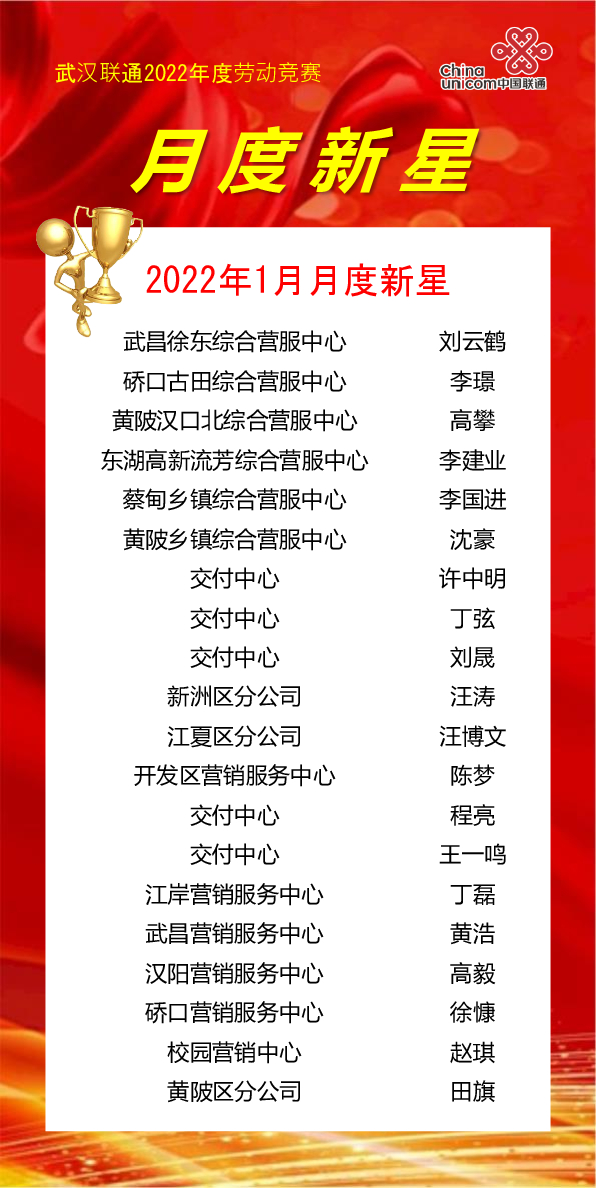 武汉联通2022年度劳动竞赛
China
unicom中国联通
月度新星
2022年1月月度新星
武昌徐东综合营服中心 刘云鹤
硚口古田综合营服中心 李璟
黄陂汉口北综合营服中心 高攀
东湖高新流芳综合营服中心 李建业
蔡甸乡镇综合营服中心 李国进
黄陂乡镇综合营服中心 沈豪
交付中心 许中明
交付中心 丁弦
交付中心 刘晟
新洲区分公司 汪涛
江夏区分公司 汪博文
开发区营销服务中心 陈梦
交付中心 程亮
交付中心 王一鸣
江岸营销服务中心 丁磊
武昌营销服务中心 黄浩
汉阳营销服务中心 高毅
硚口营销服务中心 徐慷
校园营销中心 赵琪
黄陂区分公司 田旗